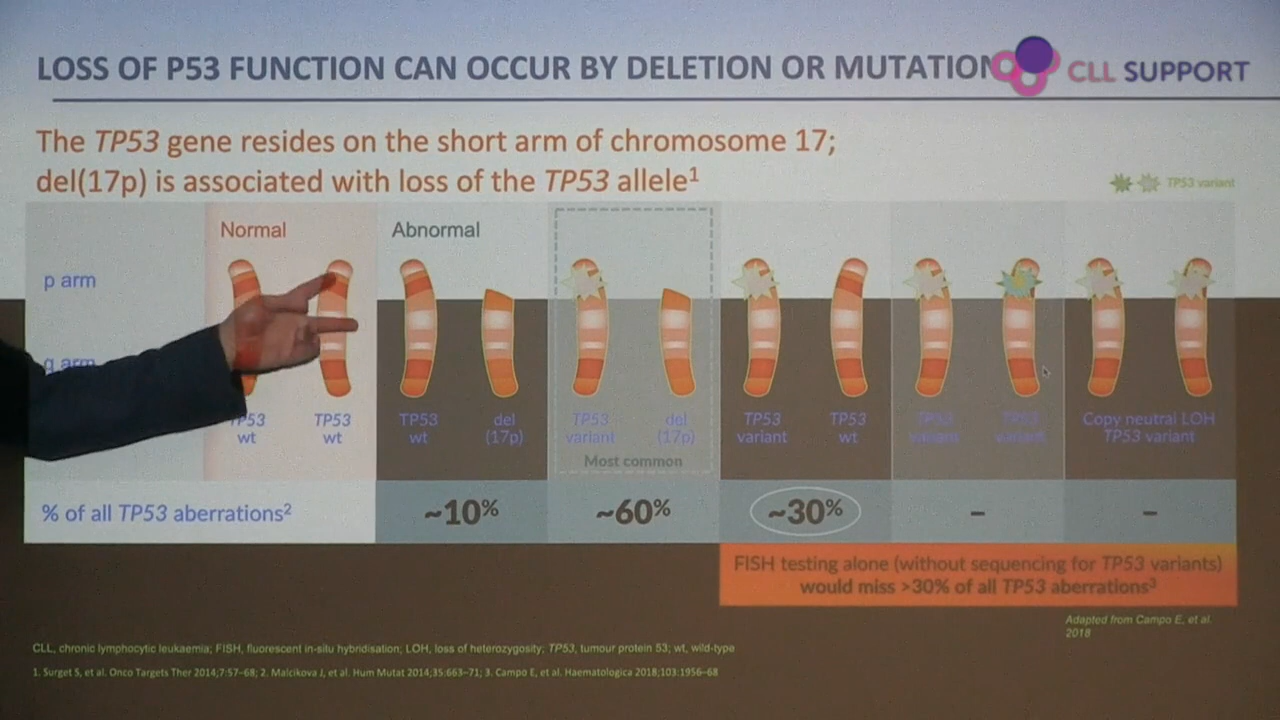 LOSS OF P53 FUNCTION CAN OCCUR BY DELETION OR MUTATION
CLL SUPPORT
The TP53 gene resides on the short arm of chromosome 17;
del(17p) is associated with loss of the TP53 allele¹
TP53 variant
Normal
Abnormal
p arm
q arm
TP53 wt
TP53 wt
TP53 wt
del (17p)
TP53 variant
del (17p)
Most common
TP53 variant
TP53 wt
TP53 variant
TP53 variant
Copy neutral LOH
TP53 variant
% of all TP53 aberrations²
~10%
~60%
~30%
–
–
FISH testing alone (without sequencing for TP53 variants)
would miss >30% of all TP53 aberrations³
Adapted from Campo E, et al.
2018
CLL, chronic lymphocytic leukaemia; FISH, fluorescent in-situ hybridisation; LOH, loss of heterozygosity; TP53, tumour protein 53; wt, wild-type
1. Surget S, et al. Onco Targets Ther 2014;7:57–68; 2. Malcikova J, et al. Hum Mutat 2014;35:663–71; 3. Campo E, et al. Haematologica 2018;103:1956–68